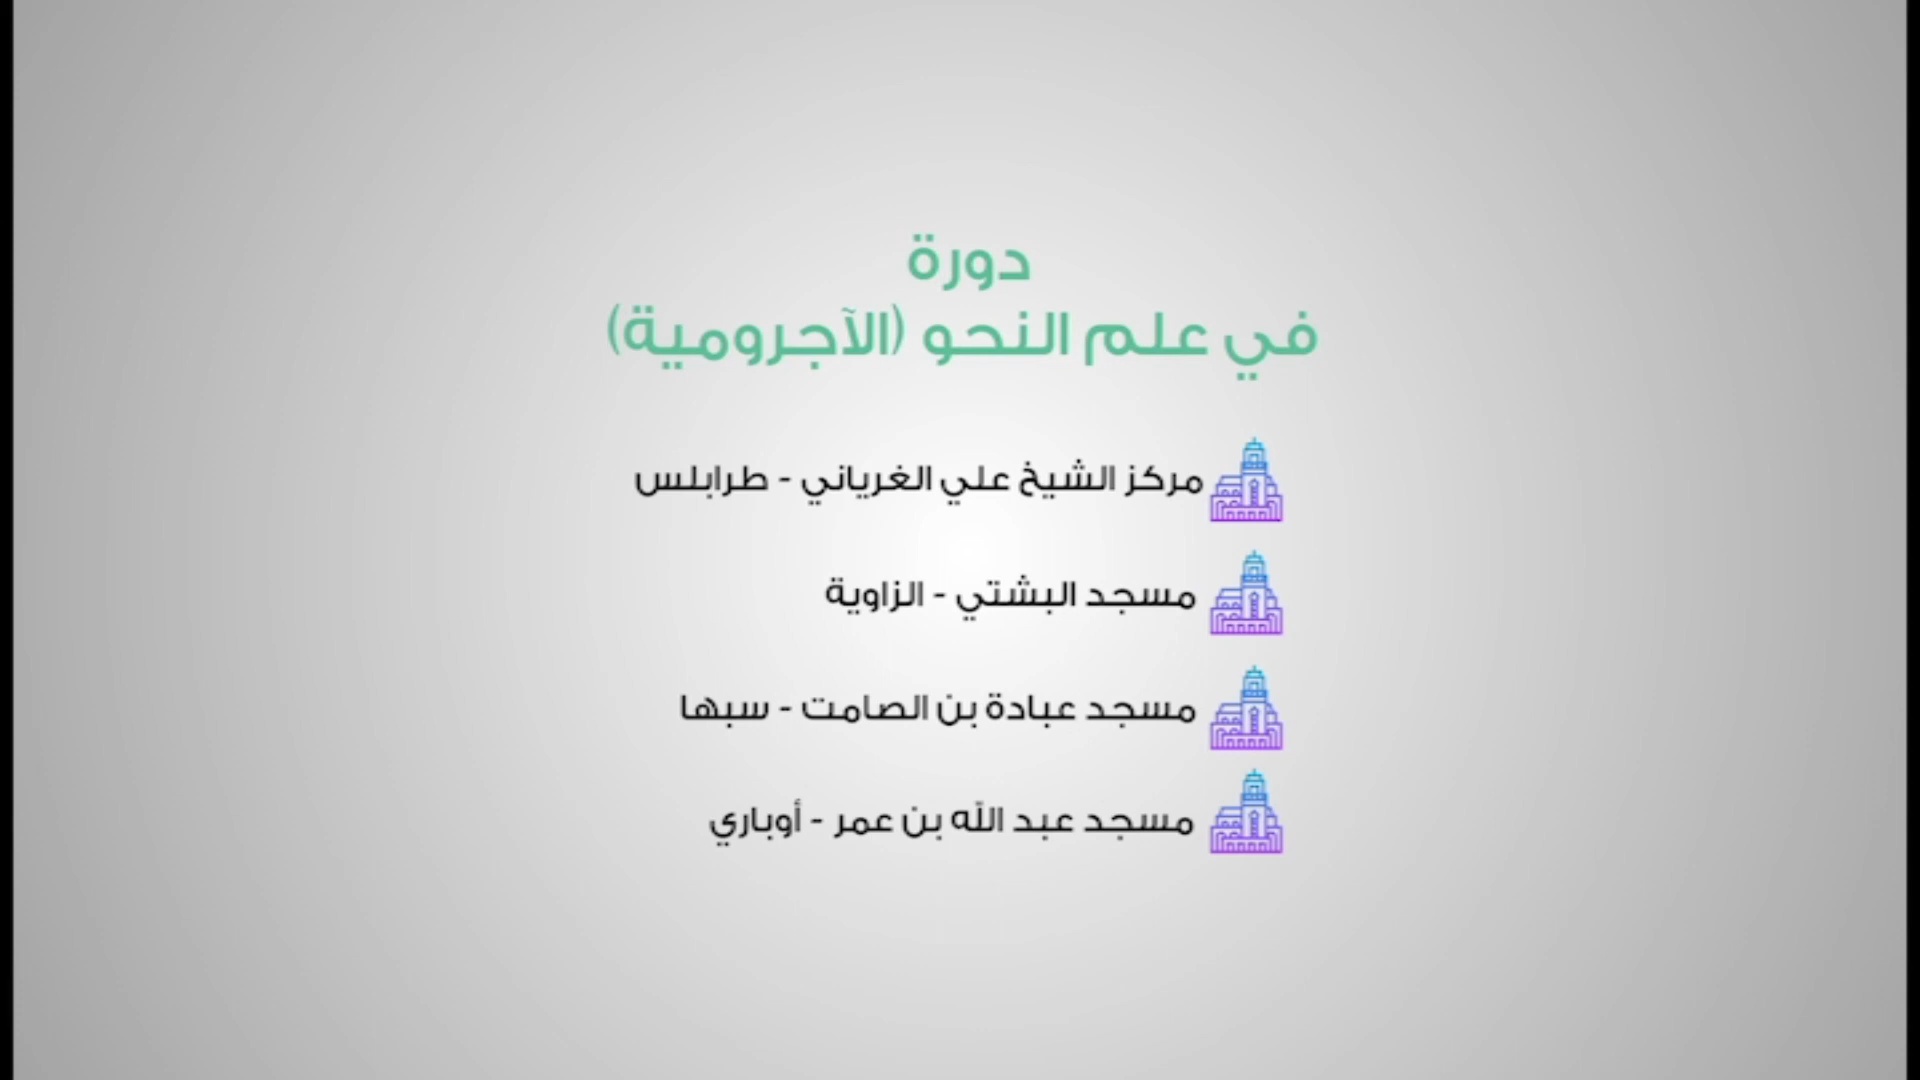 دورة
في علم النحو (الآجرومية)
مركز الشيخ علي الغرياني - طرابلس
مسجد البشتي - الزاوية
مسجد عبادة بن الصامت - سبها
مسجد عبد الله بن عمر - أوباري